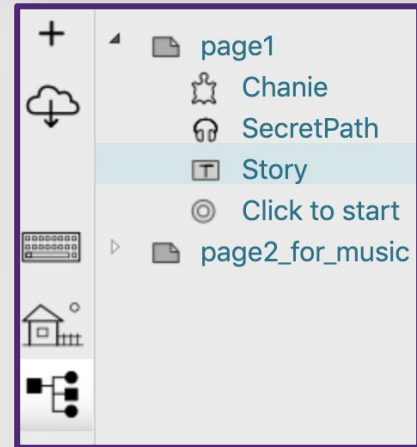 page1
Chanie
SecretPath
T Story
Click to start
page2_for_music